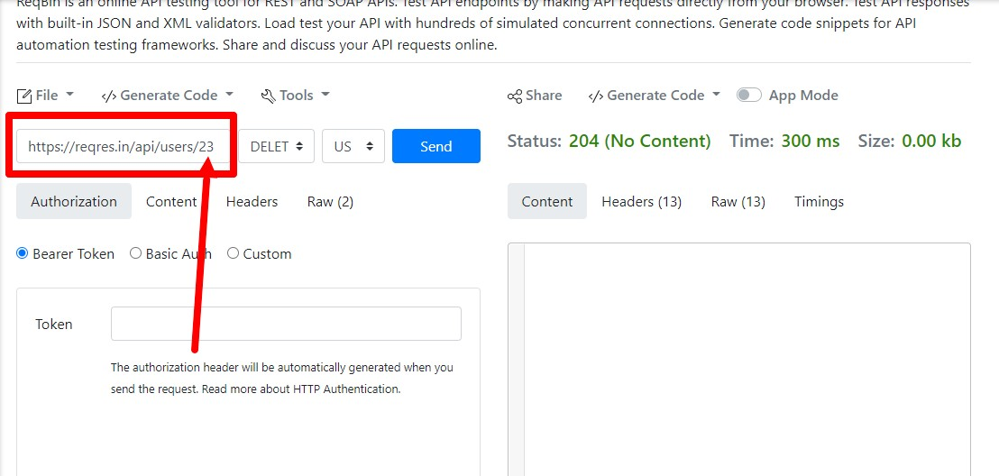 ReqBin is an online API testing tool for REST and SOAP APIs. Test API endpoints by making API requests directly from your browser. Test API responses
with built-in JSON and XML validators. Load test your API with hundreds of simulated concurrent connections. Generate code snippets for API
automation testing frameworks. Share and discuss your API requests online.
File Generate Code Tools
Share Generate Code App Mode
https://reqres.in/api/users/23 DELET US Send
Status: 204 (No Content) Time: 300 ms Size: 0.00 kb
Authorization Content Headers Raw (2)
Content Headers (13) Raw (13) Timings
Bearer Token Basic Auth Custom
Token
The authorization header will be automatically generated when you
send the request. Read more about HTTP Authentication.